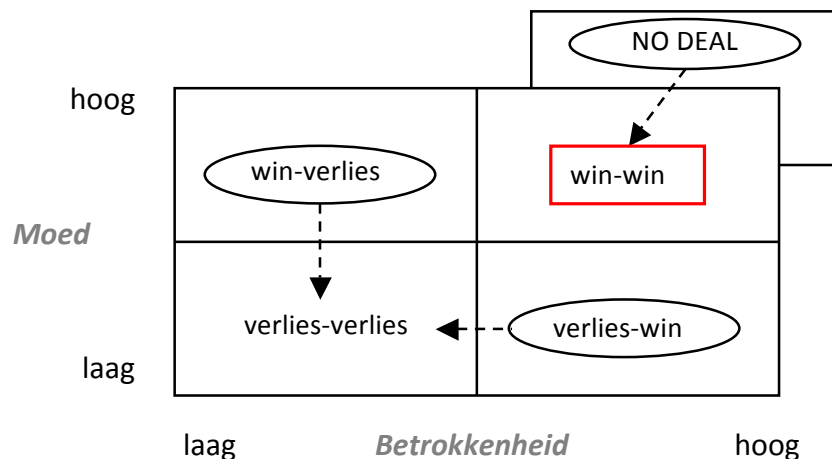 NO DEAL
hoog
win-verlies
win-win
Moed
verlies-verlies
verlies-win
laag
laag
Betrokkenheid
hoog